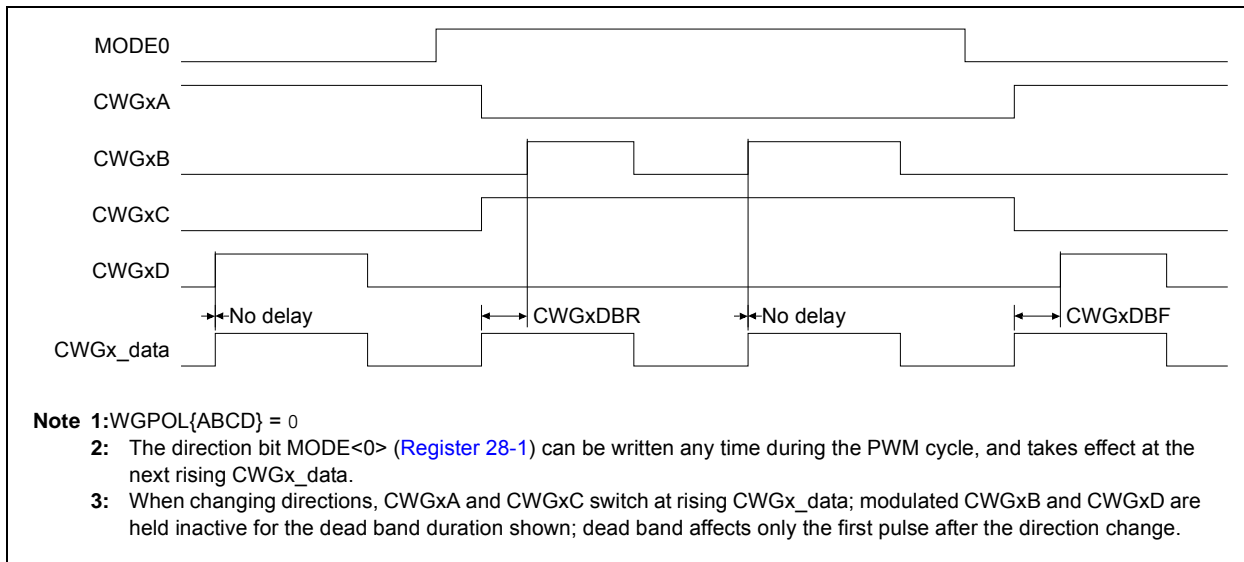 MODE0
CWGxA
CWGxB
CWGxC
CWGxD
No delay CWGxDBR No delay CWGxDBF
CWGx_data
Note 1:WGPOL{ABCD} = 0
2: The direction bit MODE<0> (Register 28-1) can be written any time during the PWM cycle, and takes effect at the
next rising CWGx_data.
3: When changing directions, CWGxA and CWGxC switch at rising CWGx_data; modulated CWGxB and CWGxD are
held inactive for the dead band duration shown; dead band affects only the first pulse after the direction change.